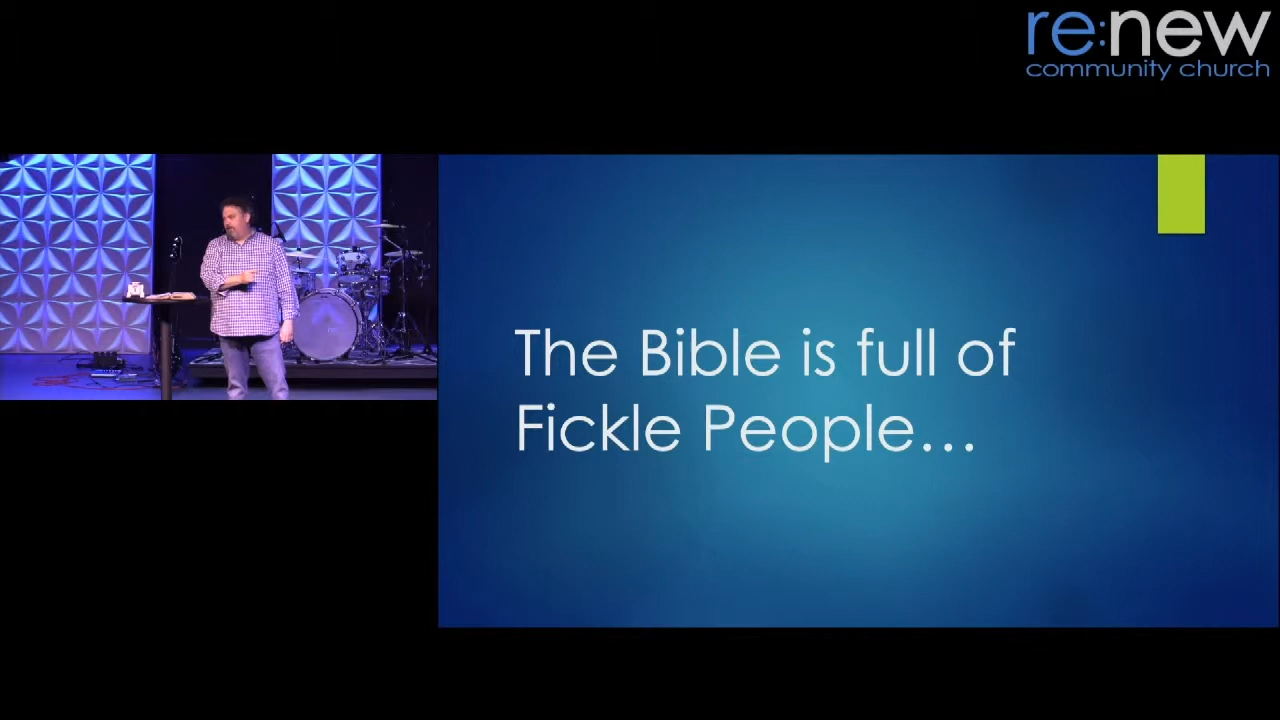 re:new
community church
The Bible is full of
Fickle People…